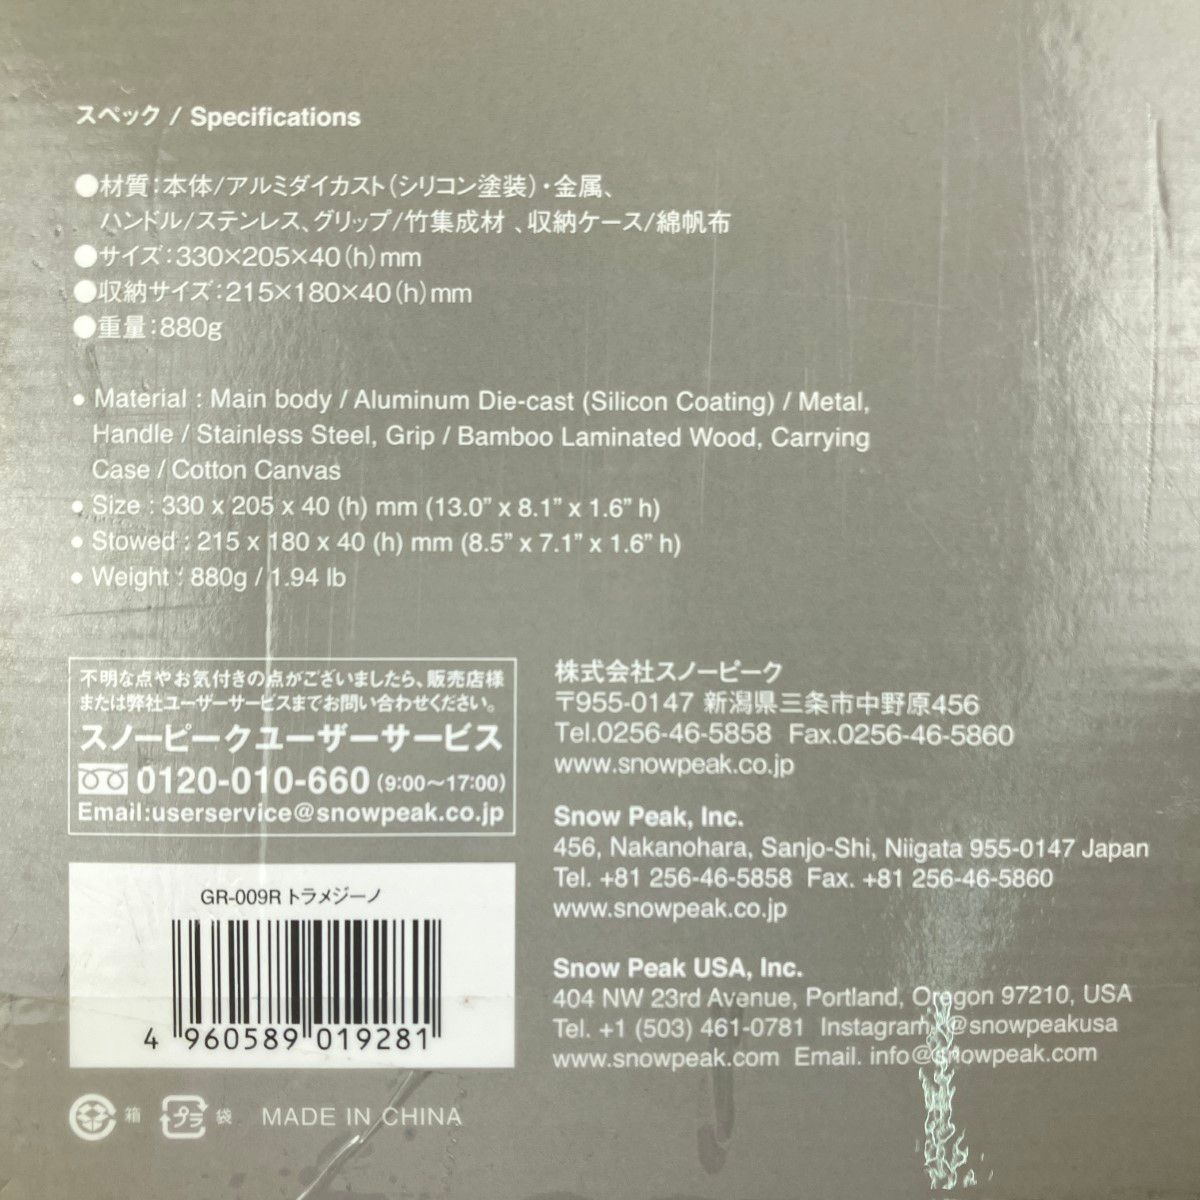 スペック / Specifications
●材質:本体/アルミダイカスト(シリコン塗装)・金属、
ハンドル/ステンレス、グリップ/竹集成材 、収納ケース/綿帆布
●サイズ:330×205×40(h)mm
●収納サイズ:215×180×40(h)mm
●重量:880g
● Material : Main body / Aluminum Die-cast (Silicon Coating) / Metal,
Handle / Stainless Steel, Grip / Bamboo Laminated Wood, Carrying
Case / Cotton Canvas
● Size : 330 x 205 x 40 (h) mm (13.0” x 8.1” x 1.6” h)
● Stowed : 215 x 180 x 40 (h) mm (8.5” x 7.1” x 1.6” h)
● Weight : 880g / 1.94 lb
不明な点やお気付きの点がございましたら、販売店様
または弊社ユーザーサービスまでお問い合わせください。
スノーピークユーザーサービス
0120-010-660 (9:00〜17:00)
Email:userservice@snowpeak.co.jp
GR-009R トラメジーノ
4 960589 019281
箱 プラ 袋 MADE IN CHINA
株式会社スノーピーク
〒955-0147 新潟県三条市中野原456
Tel.0256-46-5858 Fax.0256-46-5860
www.snowpeak.co.jp
Snow Peak, Inc.
456, Nakanohara, Sanjo-Shi, Niigata 955-0147 Japan
Tel. +81 256-46-5858 Fax. +81 256-46-5860
www.snowpeak.co.jp
Snow Peak USA, Inc.
404 NW 23rd Avenue, Portland, Oregon 97210, USA
Tel. +1 (503) 461-0781 Instagram. @snowpeakusa
www.snowpeak.com Email. info@snowpeak.com